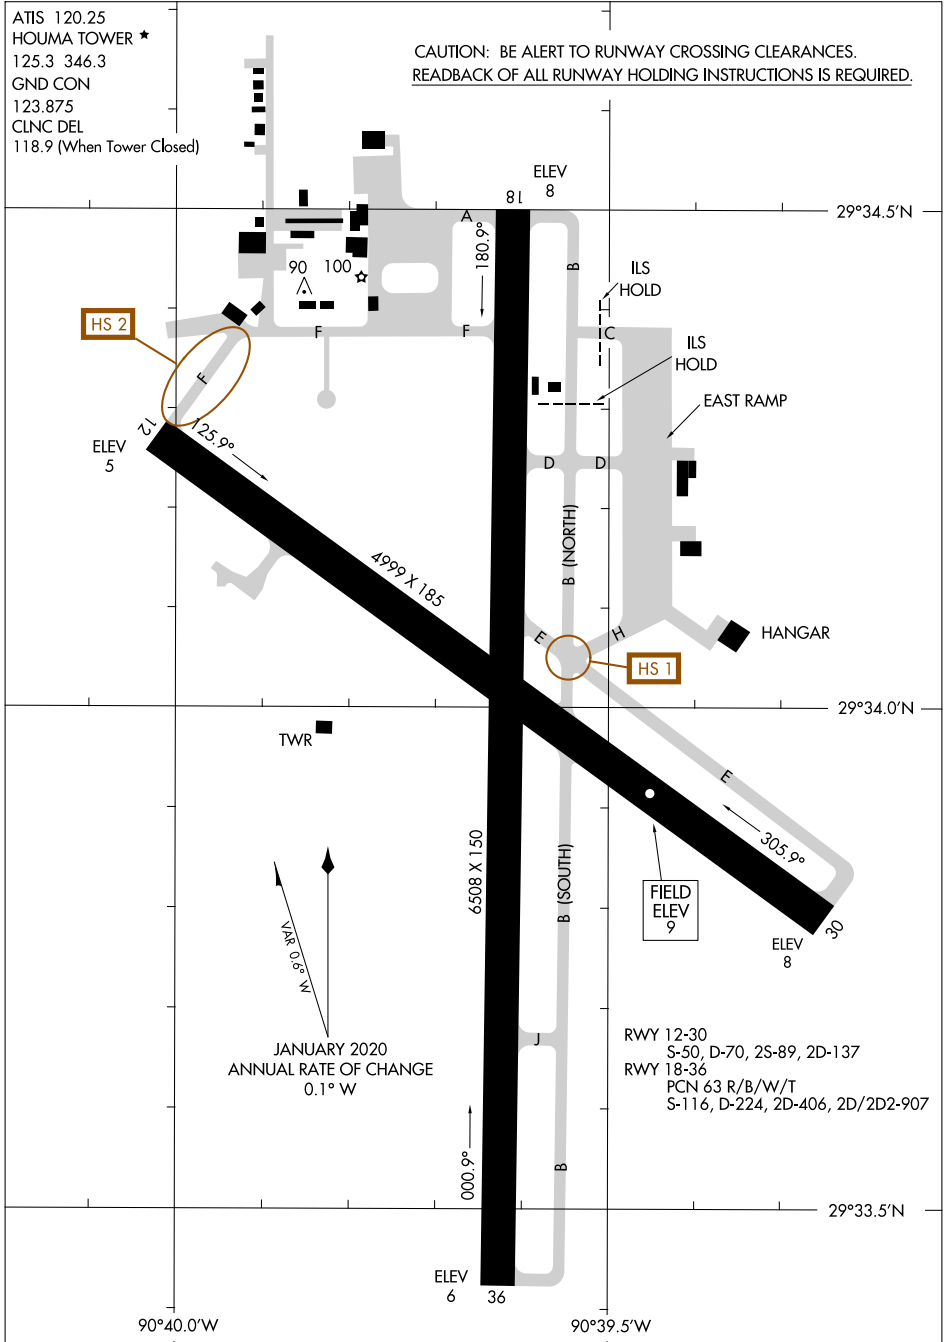 ATIS 120.25
HOUMA TOWER ★
125.3 346.3
GND CON
123.875
CLNC DEL
118.9 (When Tower Closed)
CAUTION: BE ALERT TO RUNWAY CROSSING CLEARANCES.
READBACK OF ALL RUNWAY HOLDING INSTRUCTIONS IS REQUIRED.
ELEV
8
18
A
29°34.5'N
180.9°
B
ILS
HOLD
90
100
HS 2
F
F
C
ILS
HOLD
F
EAST RAMP
12
125.9°
ELEV
5
D
D
B (NORTH)
4999 X 185
E
H
HANGAR
HS 1
29°34.0'N
TWR
E
305.9°
6508 X 150
B (SOUTH)
FIELD
ELEV
9
30
ELEV
8
VAR 0.6° W
JANUARY 2020
ANNUAL RATE OF CHANGE
0.1° W
J
RWY 12-30
S-50, D-70, 2S-89, 2D-137
RWY 18-36
PCN 63 R/B/W/T
S-116, D-224, 2D-406, 2D/2D2-907
000.9°
B
29°33.5'N
ELEV
6
36
90°40.0'W
90°39.5'W